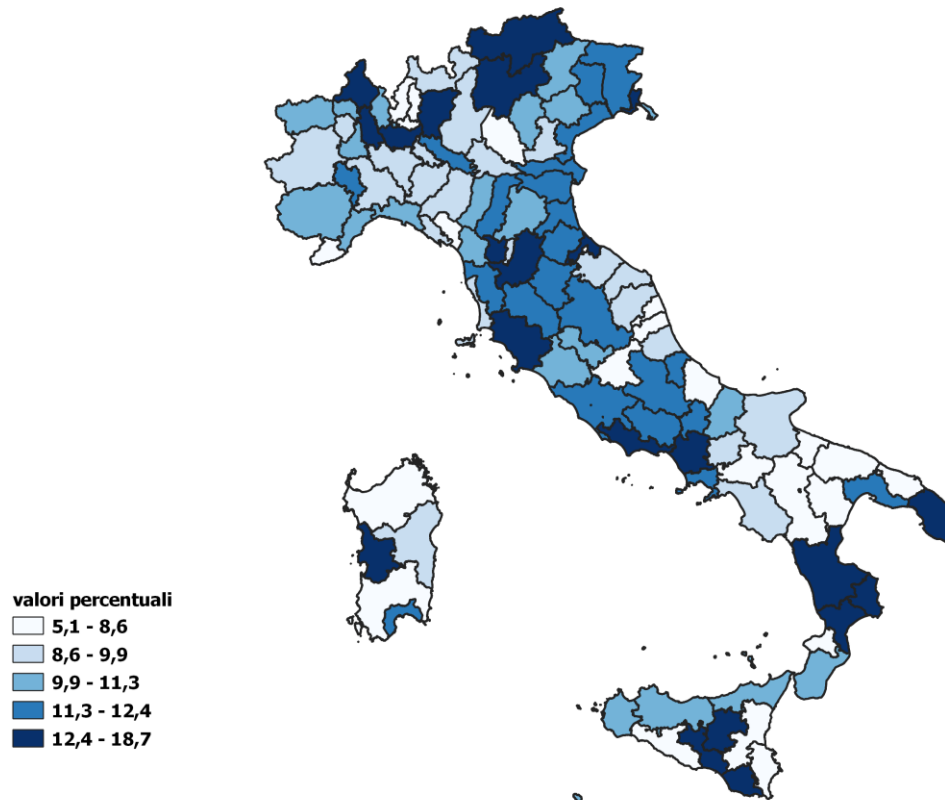 valori percentuali
5,1 - 8,6
8,6 - 9,9
9,9 - 11,3
11,3 - 12,4
12,4 - 18,7